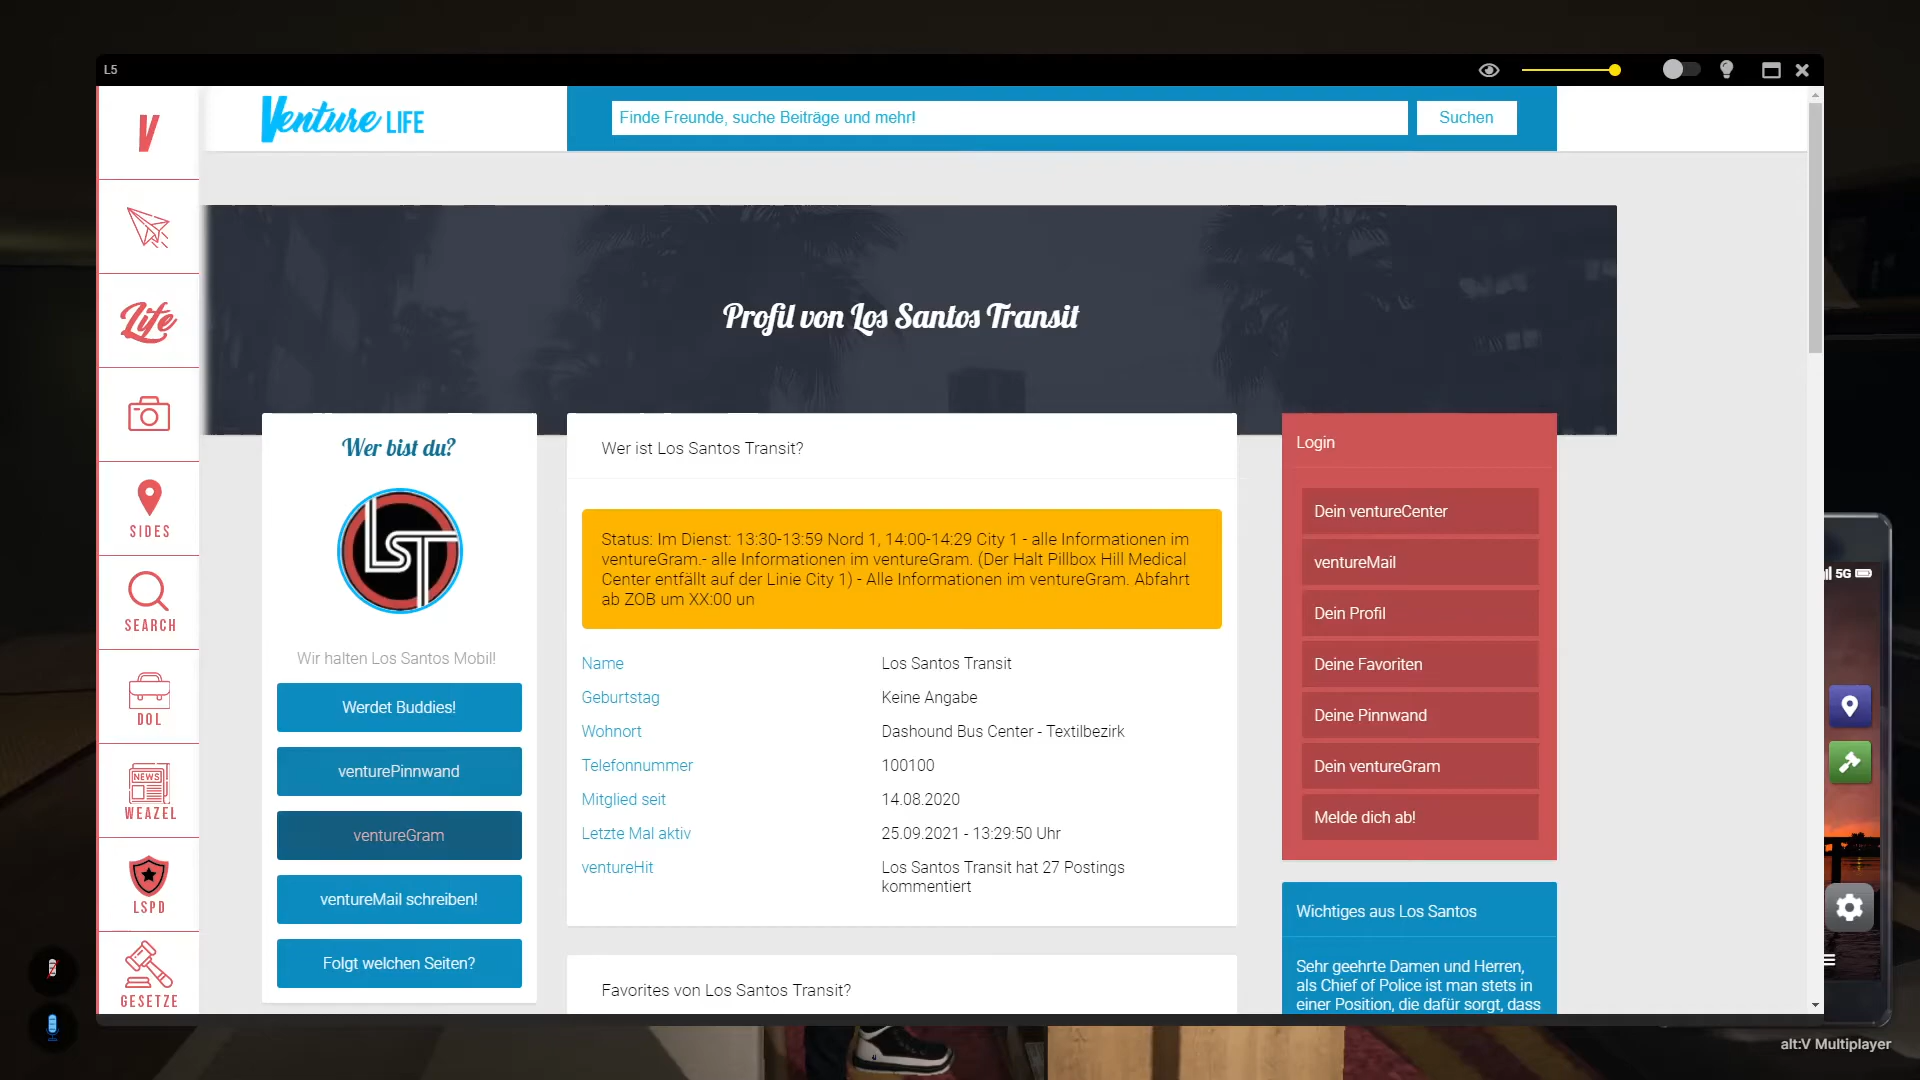 L5
Venture LIFE
Finde Freunde, suche Beiträge und mehr!
Suchen
V
Life
SIDES
SEARCH
DOL
NEWS
WEAZEL
LSPD
GESETZE
Profil von Los Santos Transit
Wer bist du?
LST
Wir halten Los Santos Mobil!
Werdet Buddies!
venturePinnwand
ventureGram
ventureMail schreiben!
Folgt welchen Seiten?
Wer ist Los Santos Transit?
Status: Im Dienst: 13:30-13:59 Nord 1, 14:00-14:29 City 1 - alle Informationen im
ventureGram.- alle Informationen im ventureGram. (Der Halt Pillbox Hill Medical
Center entfällt auf der Linie City 1) - Alle Informationen im ventureGram. Abfahrt
ab ZOB um XX:00 un
Name Los Santos Transit
Geburtstag Keine Angabe
Wohnort Dashound Bus Center - Textilbezirk
Telefonnummer 100100
Mitglied seit 14.08.2020
Letzte Mal aktiv 25.09.2021 - 13:29:50 Uhr
ventureHit Los Santos Transit hat 27 Postings
kommentiert
Favorites von Los Santos Transit?
Login
Dein ventureCenter
ventureMail
Dein Profil
Deine Favoriten
Deine Pinnwand
Dein ventureGram
Melde dich ab!
Wichtiges aus Los Santos
Sehr geehrte Damen und Herren,
als Chief of Police ist man stets in
einer Position, die dafür sorgt, dass
5G
alt:V Multiplayer